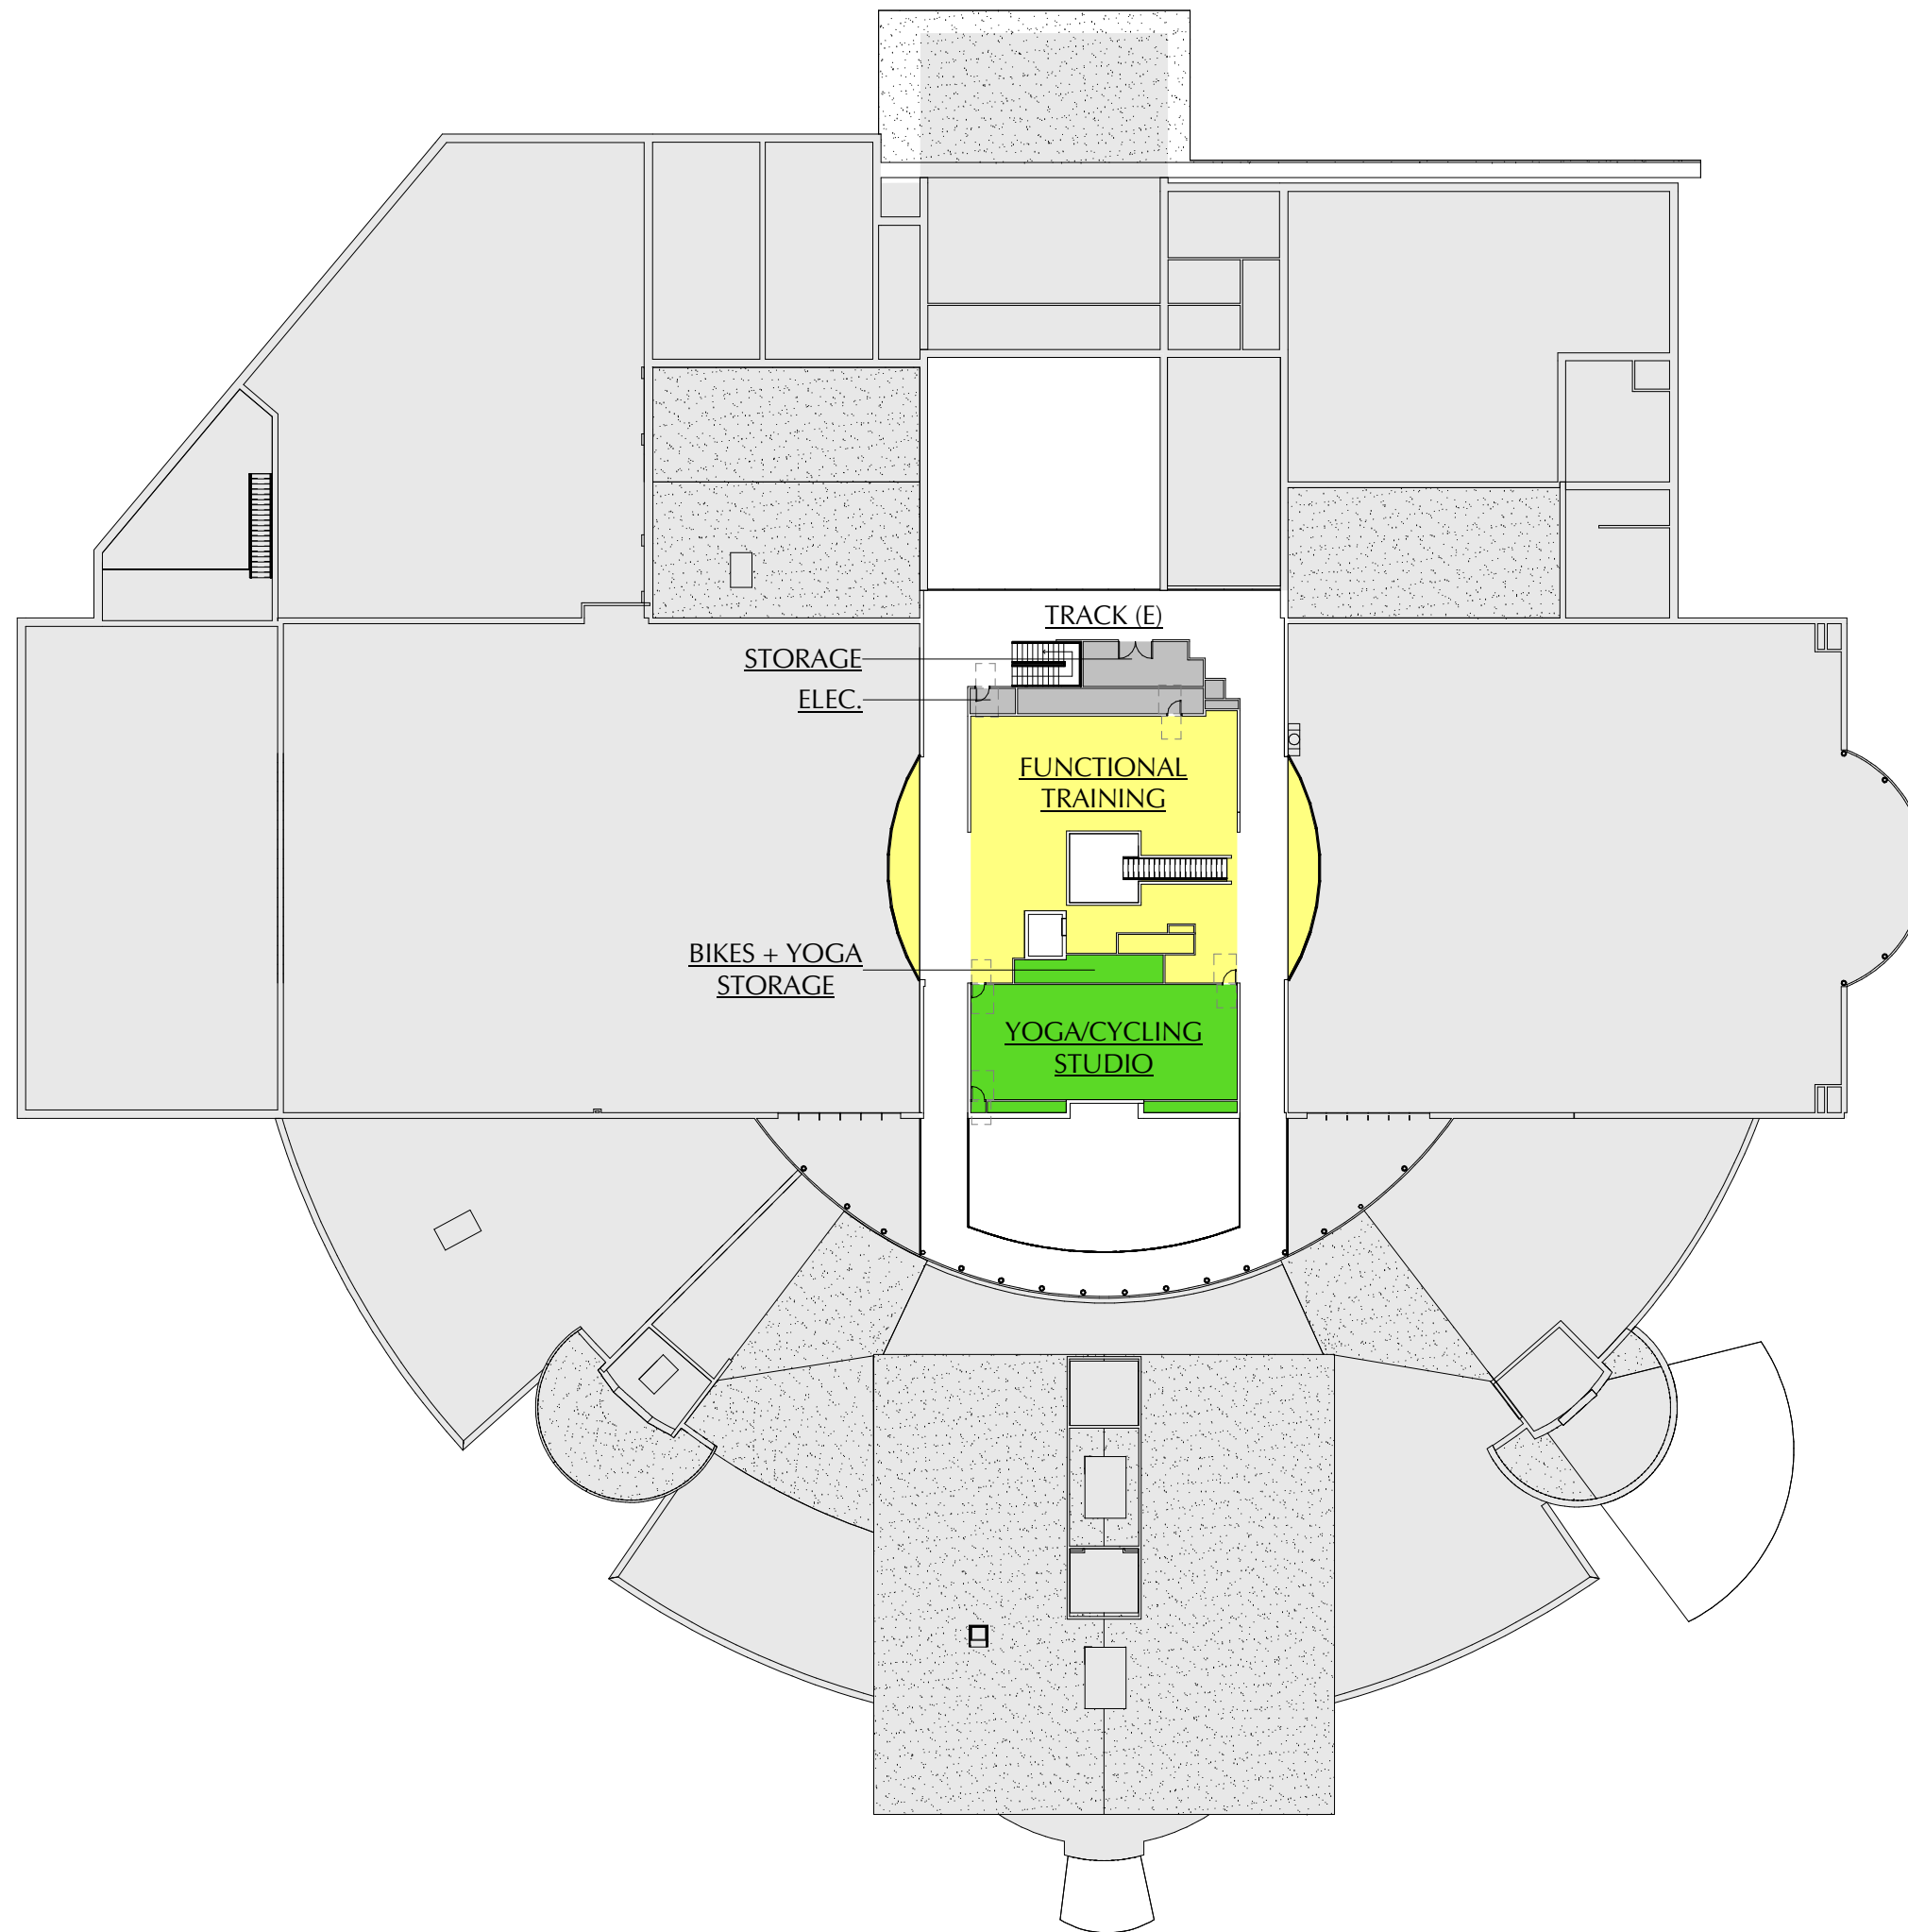 TRACK (E)
STORAGE
ELEC.
FUNCTIONAL
TRAINING
BIKES + YOGA
STORAGE
YOGA/CYCLING
STUDIO